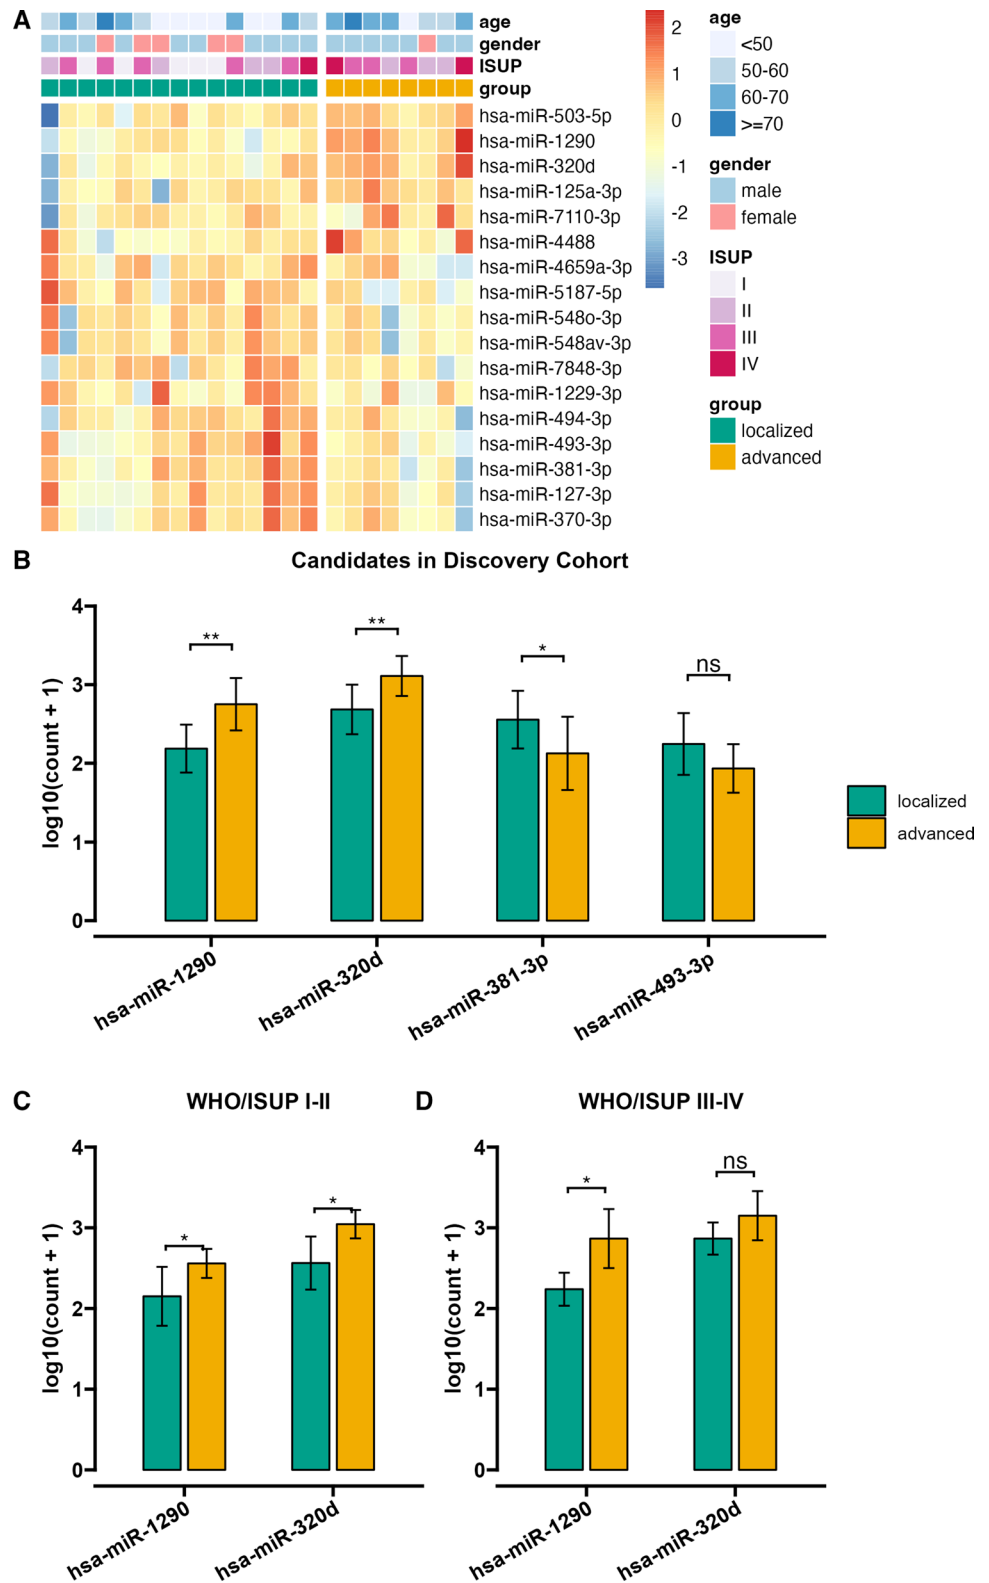 A
age
gender
ISUP
group
hsa-miR-503-5p
hsa-miR-1290
hsa-miR-320d
hsa-miR-125a-3p
hsa-miR-7110-3p
hsa-miR-4488
hsa-miR-4659a-3p
hsa-miR-5187-5p
hsa-miR-548o-3p
hsa-miR-548av-3p
hsa-miR-7848-3p
hsa-miR-1229-3p
hsa-miR-494-3p
hsa-miR-493-3p
hsa-miR-381-3p
hsa-miR-127-3p
hsa-miR-370-3p
2
1
0
-1
-2
-3
age
<50
50-60
60-70
>=70
gender
male
female
ISUP
I
II
III
IV
group
localized
advanced
B
Candidates in Discovery Cohort
log10(count + 1)
4
3
2
1
0
**
**
*
ns
hsa-miR-1290
hsa-miR-320d
hsa-miR-381-3p
hsa-miR-493-3p
localized
advanced
C
WHO/ISUP I-II
log10(count + 1)
4
3
2
1
0
*
*
hsa-miR-1290
hsa-miR-320d
D
WHO/ISUP III-IV
log10(count + 1)
4
3
2
1
0
*
ns
hsa-miR-1290
hsa-miR-320d